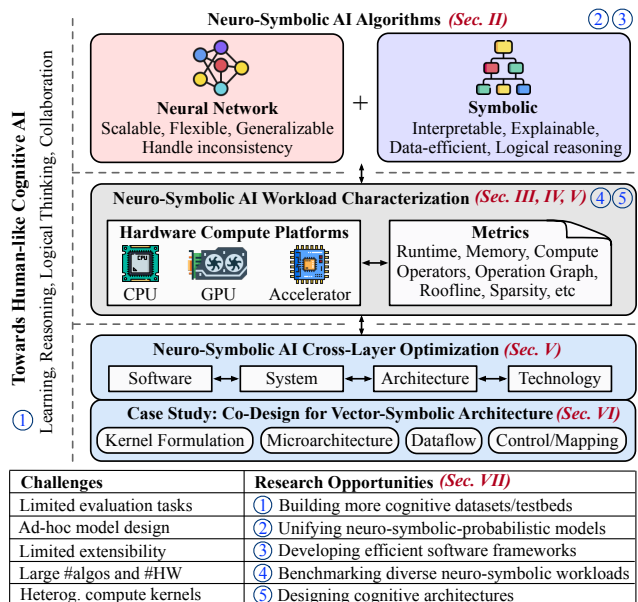 Neuro-Symbolic AI Algorithms (Sec. II) ② ③
Neural Network
Scalable, Flexible, Generalizable
Handle inconsistency
+
Symbolic
Interpretable, Explainable,
Data-efficient, Logical reasoning
Towards Human-like Cognitive AI
① Learning, Reasoning, Logical Thinking, Collaboration
Neuro-Symbolic AI Workload Characterization (Sec. III, IV, V) ④ ⑤
Hardware Compute Platforms
CPU
CPU GPU Accelerator
Metrics
Runtime, Memory, Compute
Operators, Operation Graph,
Roofline, Sparsity, etc
Neuro-Symbolic AI Cross-Layer Optimization (Sec. V)
Software System Architecture Technology
Case Study: Co-Design for Vector-Symbolic Architecture (Sec. VI)
Kernel Formulation Microarchitecture Dataflow Control/Mapping
Challenges Research Opportunities (Sec. VII)
Limited evaluation tasks ① Building more cognitive datasets/testbeds
Ad-hoc model design ② Unifying neuro-symbolic-probabilistic models
Limited extensibility ③ Developing efficient software frameworks
Large #algos and #HW ④ Benchmarking diverse neuro-symbolic workloads
Heterog. compute kernels ⑤ Designing cognitive architectures